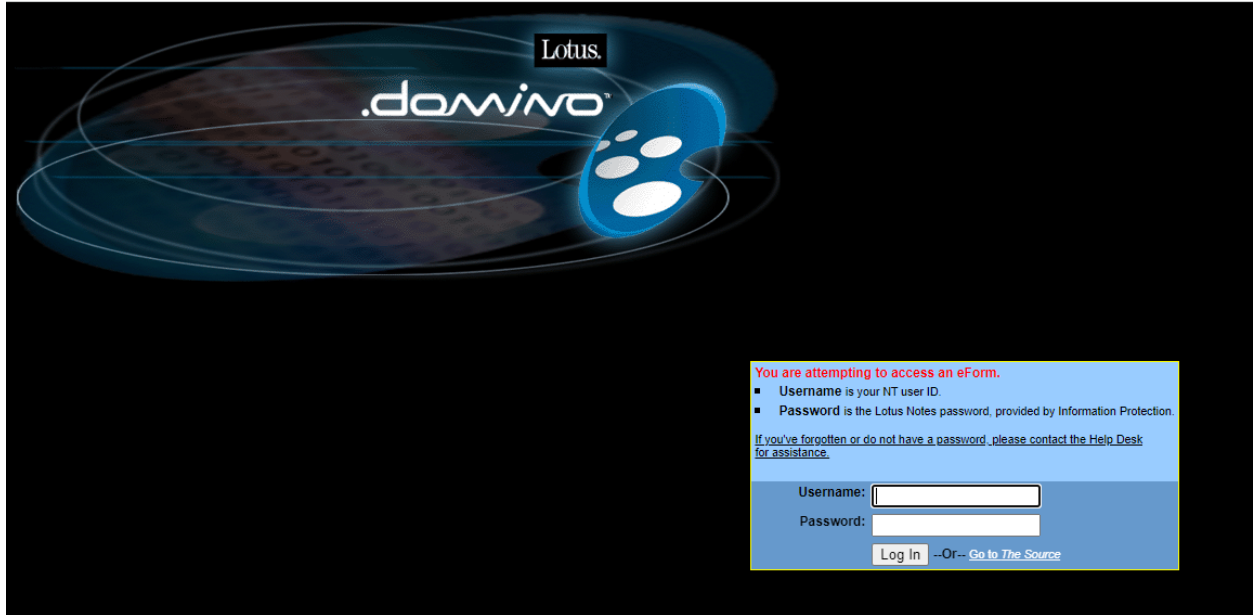 Lotus.
.domino™
You are attempting to access an eForm.
Username is your NT user ID.
Password is the Lotus Notes password, provided by Information Protection.
If you've forgotten or do not have a password, please contact the Help Desk
for assistance.
Username:
Password:
Log In --Or-- Go to The Source